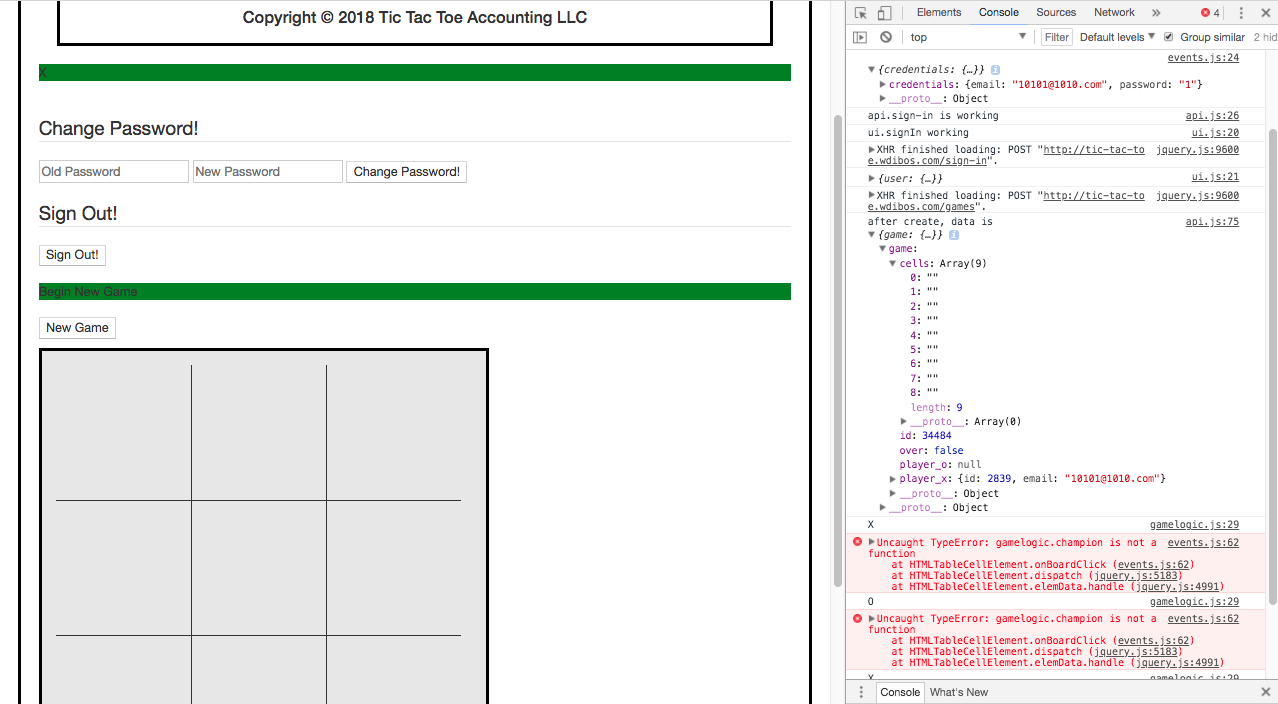 Copyright © 2018 Tic Tac Toe Accounting LLC
X
Change Password!
Old Password New Password Change Password!
Sign Out!
Sign Out!
Begin New Game
New Game
Elements Console Sources Network » 4
top Filter Default levels Group similar 2 hid
events.js:24
{credentials: {…}} i
credentials: {email: "10101@1010.com", password: "1"}
__proto__: Object
api.sign-in is working api.js:26
ui.signIn working ui.js:20
XHR finished loading: POST "http://tic-tac-to jquery.js:9600
e.wdibos.com/sign-in".
{user: {…}} ui.js:21
XHR finished loading: POST "http://tic-tac-to jquery.js:9600
e.wdibos.com/games".
after create, data is api.js:75
{game: {…}} i
game:
cells: Array(9)
0: ""
1: ""
2: ""
3: ""
4: ""
5: ""
6: ""
7: ""
8: ""
length: 9
__proto__: Array(0)
id: 34484
over: false
player_o: null
player_x: {id: 2839, email: "10101@1010.com"}
__proto__: Object
__proto__: Object
X gamelogic.js:29
Uncaught TypeError: gamelogic.champion is not a events.js:62
function
at HTMLTableCellElement.onBoardClick (events.js:62)
at HTMLTableCellElement.dispatch (jquery.js:5183)
at HTMLTableCellElement.elemData.handle (jquery.js:4991)
O gamelogic.js:29
Uncaught TypeError: gamelogic.champion is not a events.js:62
function
at HTMLTableCellElement.onBoardClick (events.js:62)
at HTMLTableCellElement.dispatch (jquery.js:5183)
at HTMLTableCellElement.elemData.handle (jquery.js:4991)
X gamelogic.js:29
Console What's New